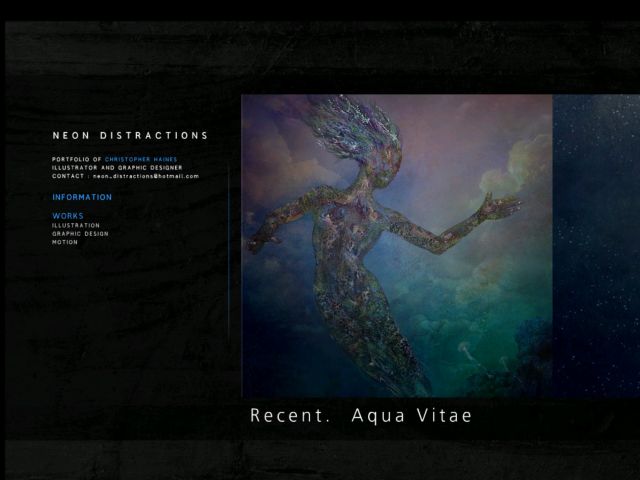 NEON DISTRACTIONS
PORTFOLIO OF CHRISTOPHER HAINES
ILLUSTRATOR AND GRAPHIC DESIGNER
CONTACT : neon_distractions@hotmail.com
INFORMATION
WORKS
ILLUSTRATION
GRAPHIC DESIGN
MOTION
Recent. Aqua Vitae